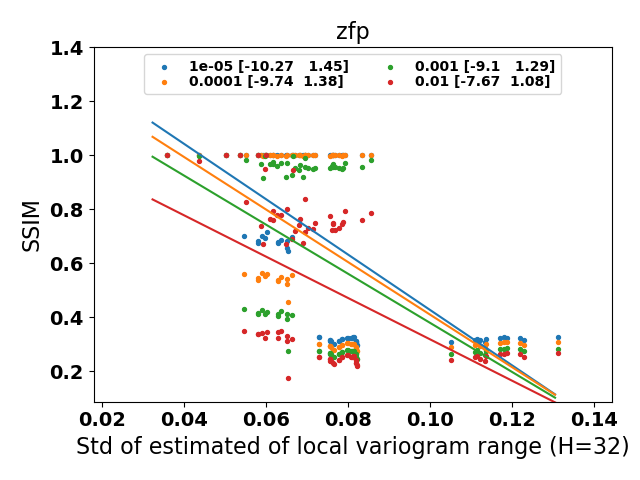 zfp
1.4
1e-05 [-10.27 1.45]
0.001 [-9.1 1.29]
0.0001 [-9.74 1.38]
0.01 [-7.67 1.08]
1.2
1.0
0.8
SSIM
0.6
0.4
0.2
0.02 0.04 0.06 0.08 0.10 0.12 0.14
Std of estimated of local variogram range (H=32)